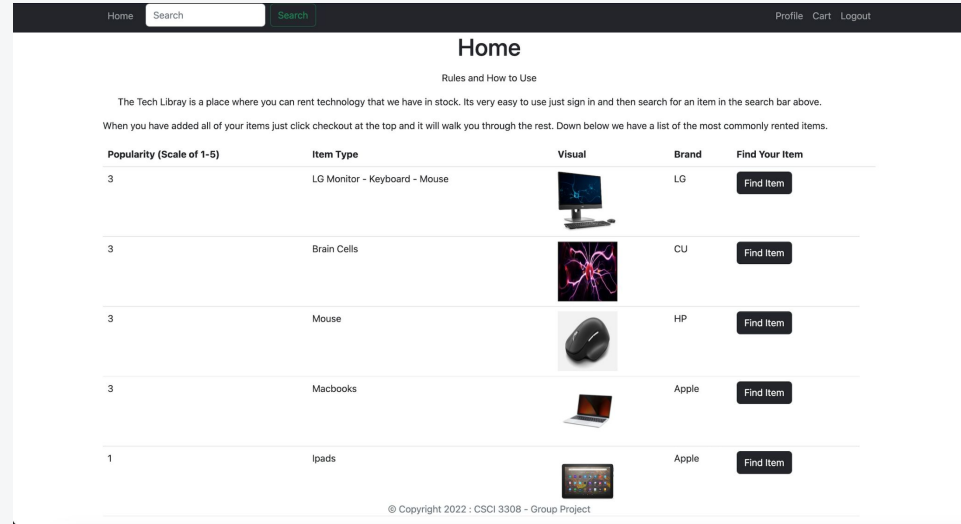 Home Search Search Profile Cart Logout
Home
Rules and How to Use
The Tech Libray is a place where you can rent technology that we have in stock. Its very easy to use just sign in and then search for an item in the search bar above.
When you have added all of your items just click checkout at the top and it will walk you through the rest. Down below we have a list of the most commonly rented items.
Popularity (Scale of 1-5) Item Type Visual Brand Find Your Item
3 LG Monitor - Keyboard - Mouse LG Find Item
3 Brain Cells CU Find Item
3 Mouse HP Find Item
3 Macbooks Apple Find Item
1 Ipads Apple Find Item
© Copyright 2022 : CSCI 3308 - Group Project